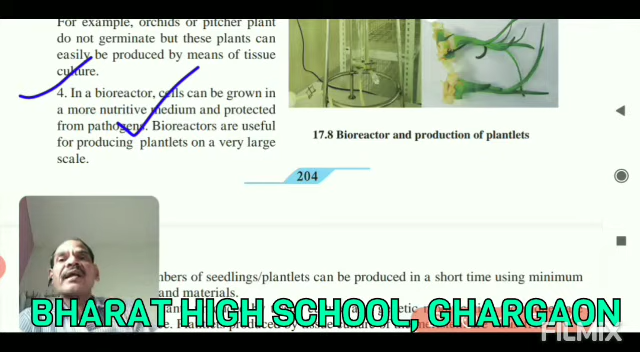 For example, orchids or pitcher plant
do not germinate but these plants can
easily be produced by means of tissue
culture.
4. In a bioreactor, cells can be grown in
a more nutritive medium and protected
from pathogens. Bioreactors are useful
for producing plantlets on a very large
scale.
17.8 Bioreactor and production of plantlets
204
mbers of seedlings/plantlets can be produced in a short time using minimum
and materials.
BHARAT HIGH SCHOOL, GHARGAON
FILMIX